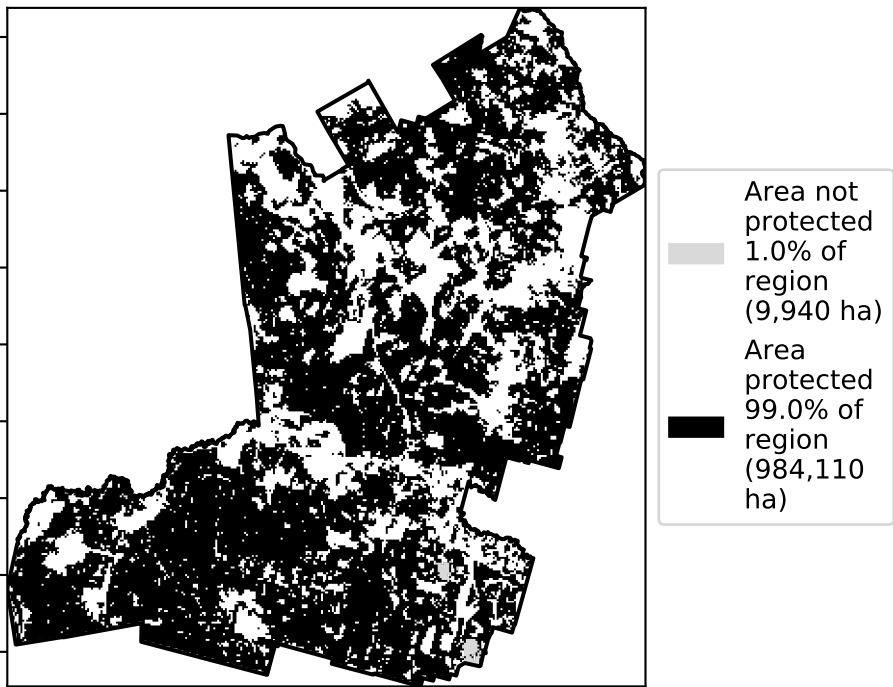 Area not
protected
1.0% of
region
(9,940 ha)
Area
protected
99.0% of
region
(984,110
ha)